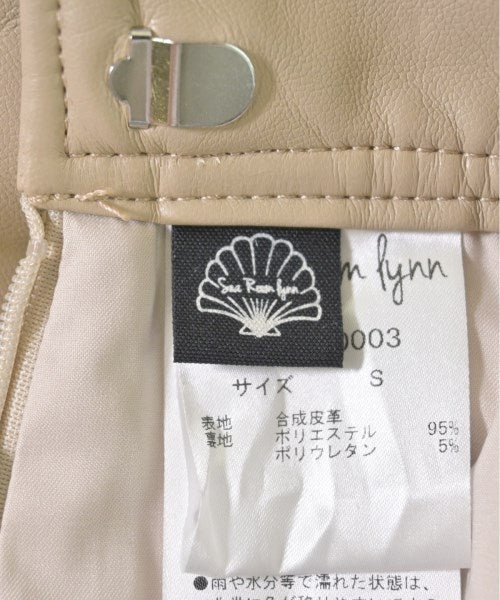 Sea Room lynn
m lynn
0003
サイズ S
表地 合成皮革
裏地 ポリエステル 95%
ポリウレタン 5%
●雨や水分等で濡れた状態は、